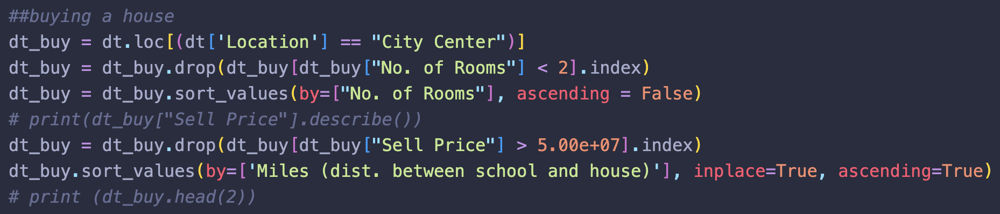 ##buying a house
dt_buy = dt.loc[(dt['Location'] == "City Center")]
dt_buy = dt_buy.drop(dt_buy[dt_buy["No. of Rooms"] < 2].index)
dt_buy = dt_buy.sort_values(by=["No. of Rooms"], ascending = False)
# print(dt_buy["Sell Price"].describe())
dt_buy = dt_buy.drop(dt_buy[dt_buy["Sell Price"] > 5.00e+07].index)
dt_buy.sort_values(by=['Miles (dist. between school and house)'], inplace=True, ascending=True)
# print (dt_buy.head(2))